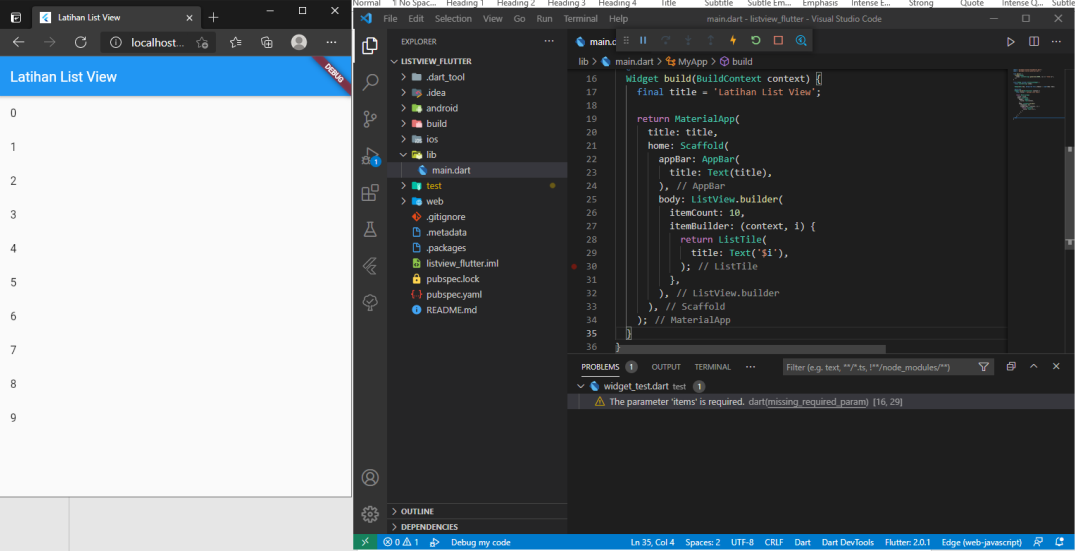 Normal 1 No Spac... Heading 1 Heading 2 Heading 3 Heading 4 Title Subtitle Subtle Em... Emphasis Intense E... Strong Quote Intense Q... Subtle
Latihan List View
localhost...
Latihan List View
DEBUG
0
1
2
3
4
5
6
7
8
9
File Edit Selection View Go Run Terminal Help main.dart - listview_flutter - Visual Studio Code
EXPLORER
LISTVIEW_FLUTTER
.dart_tool
.idea
android
build
ios
lib
main.dart
test
web
.gitignore
.metadata
.packages
listview_flutter.iml
pubspec.lock
pubspec.yaml
README.md
OUTLINE
DEPENDENCIES
1
main.c
lib > main.dart > MyApp > build
16 Widget build(BuildContext context) {
17 final title = 'Latihan List View';
18
19 return MaterialApp(
20 title: title,
21 home: Scaffold(
22 appBar: AppBar(
23 title: Text(title),
24 ), // AppBar
25 body: ListView.builder(
26 itemCount: 10,
27 itemBuilder: (context, i) {
28 return ListTile(
29 title: Text('$i'),
30 ); // ListTile
31 },
32 ), // ListView.builder
33 ), // Scaffold
34 ); // MaterialApp
35 }
36 }
PROBLEMS 1 OUTPUT TERMINAL ... Filter (e.g. text, **/*.ts, !**/node_modules/**)
widget_test.dart test 1
The parameter 'items' is required. dart(missing_required_param) [16, 29]
0 1 Debug my code Ln 35, Col 4 Spaces: 2 UTF-8 CRLF Dart Dart DevTools Flutter: 2.0.1 Edge (web-javascript)